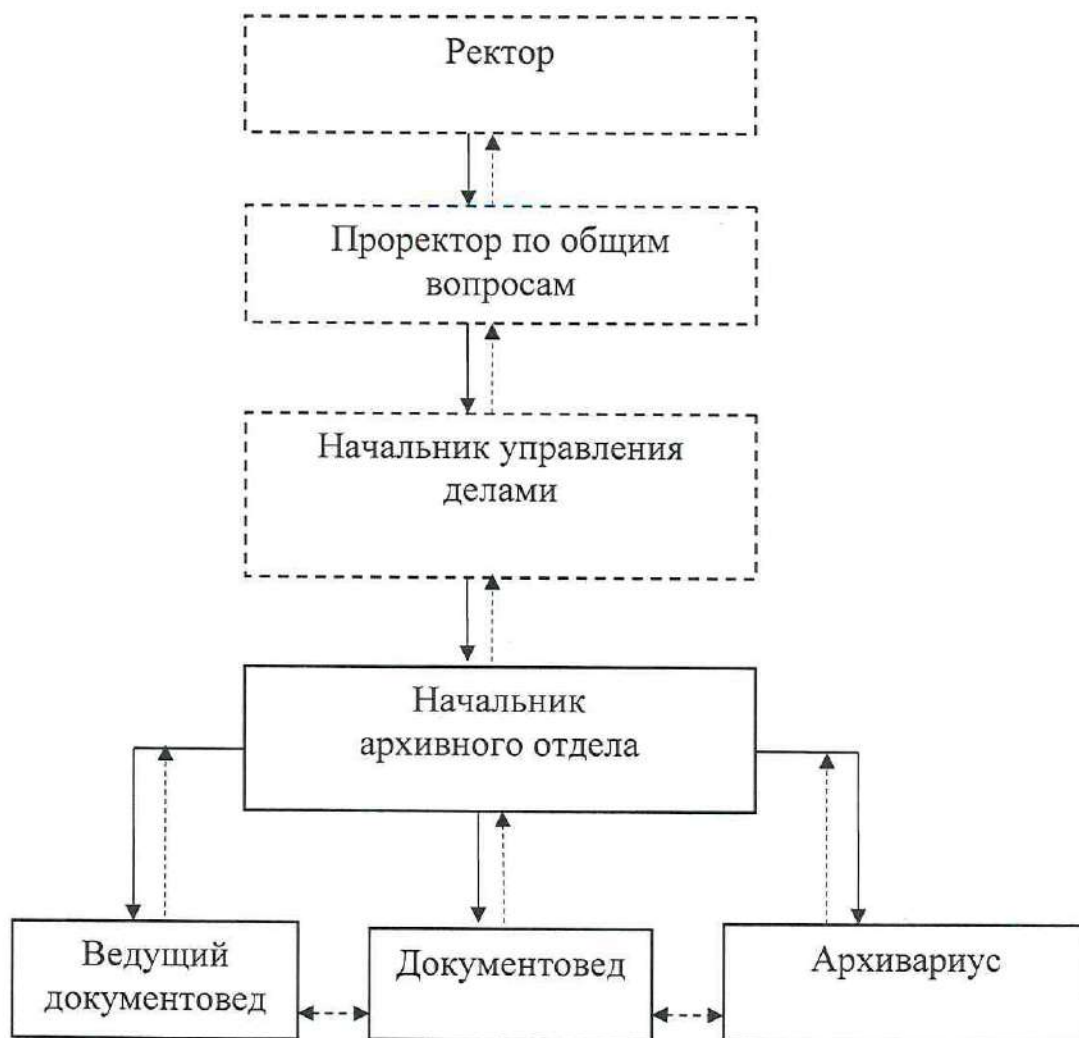 Ректор
Проректор по общим
вопросам
Начальник управления
делами
Начальник
архивного отдела
Ведущий
документовед
Документовед
Архивариус